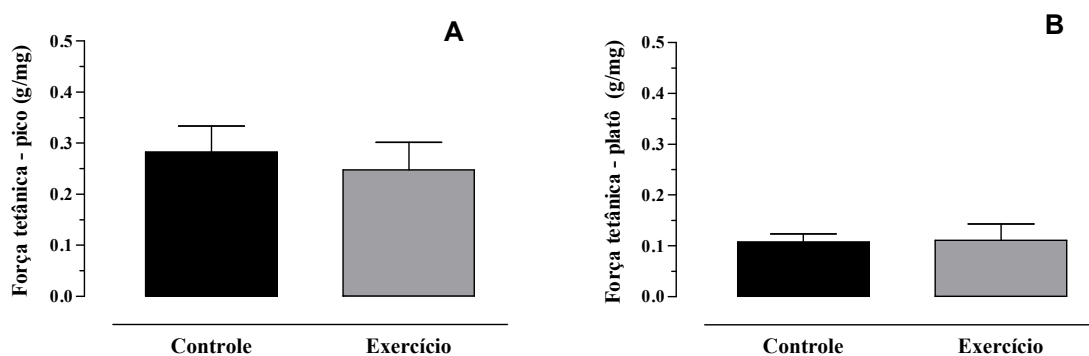 A
Força tetânica - pico (g/mg)
0.5
0.4
0.3
0.2
0.1
0.0
Controle
Exercício
B
Força tetânica - platô (g/mg)
0.5
0.4
0.3
0.2
0.1
0.0
Controle
Exercício